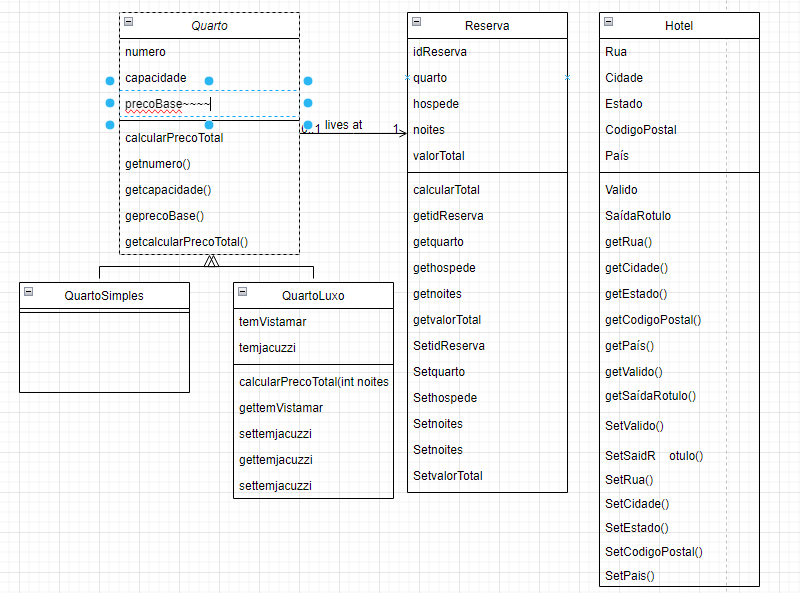 Quarto
numero
capacidade
precoBase~~~~
calcularPrecoTotal
getnumero()
getcapacidade()
geprecoBase()
getcalcularPrecoTotal()
0..1 lives at 1
QuartoSimples
QuartoLuxo
temVistamar
temjacuzzi
calcularPrecoTotal(int noites
gettemVistamar
settemjacuzzi
gettemjacuzzi
settemjacuzzi
Reserva
idReserva
quarto
hospede
noites
valorTotal
calcularTotal
getidReserva
getquarto
gethospede
getnoites
getvalorTotal
SetidReserva
Setquarto
Sethospede
Setnoites
Setnoites
SetvalorTotal
Hotel
Rua
Cidade
Estado
CodigoPostal
País
Valido
SaídaRotulo
getRua()
getCidade()
getEstado()
getCodigoPostal()
getPaís()
getValido()
getSaídaRotulo()
SetValido()
SetSaidR otulo()
SetRua()
SetCidade()
SetEstado()
SetCodigoPostal()
SetPais()